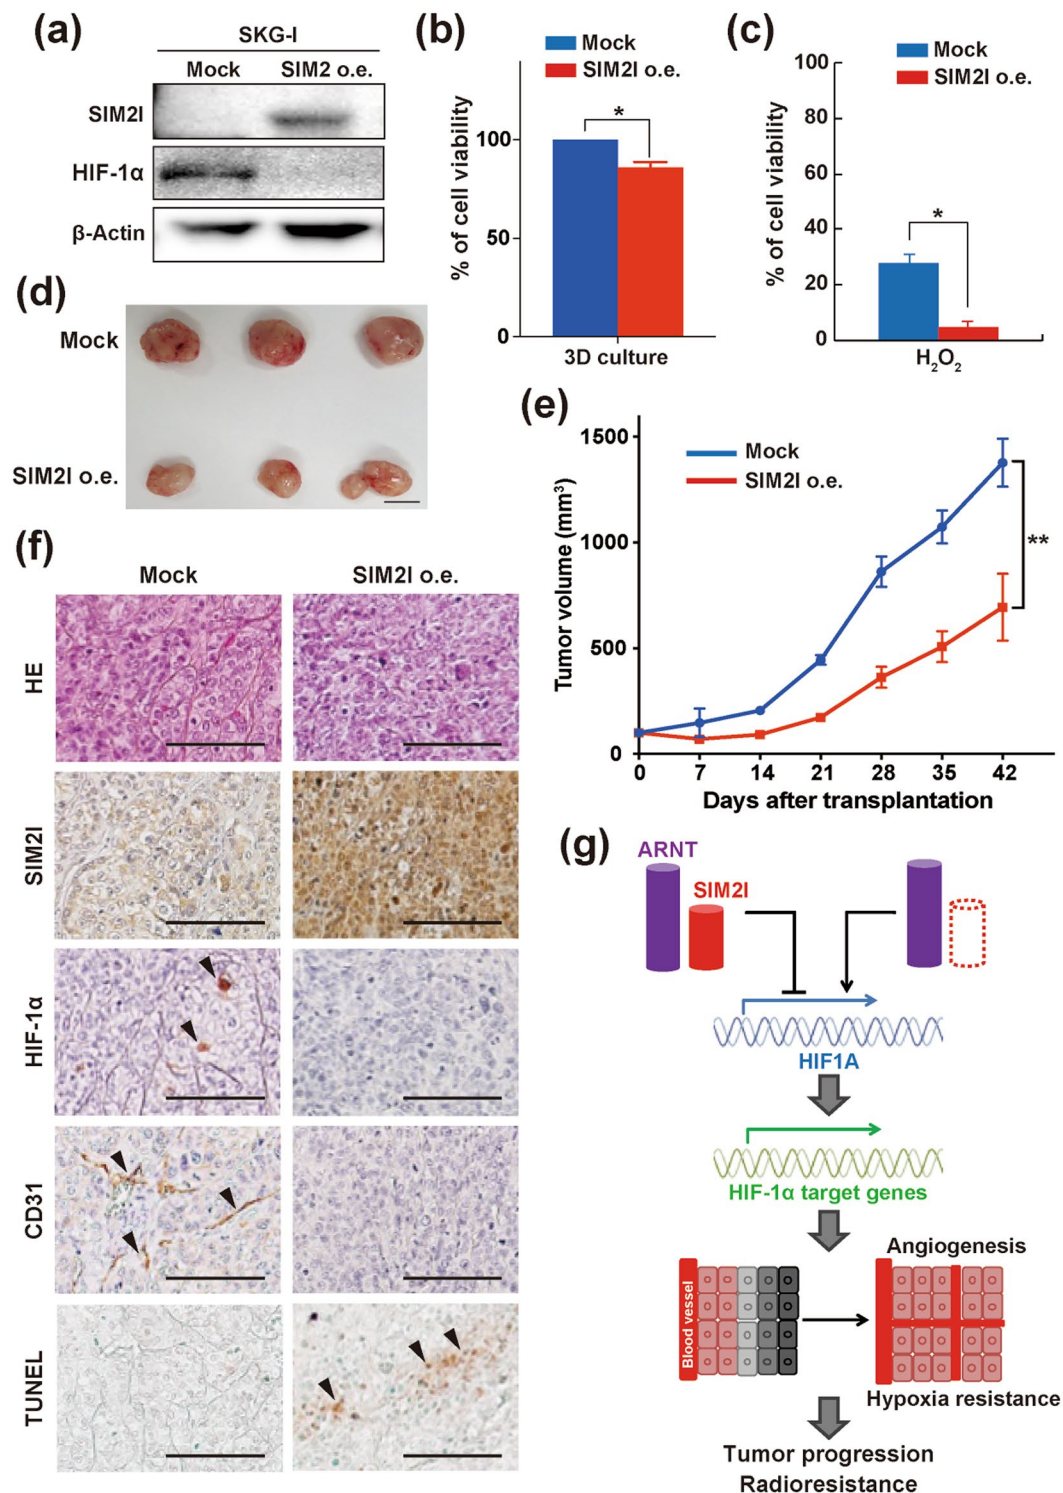 (a)
SKG-I
Mock SIM2 o.e.
SIM2l
HIF-1α
β-Actin
(b)
Mock
SIM2l o.e.
% of cell viability
100
50
0
*
3D culture
(c)
Mock
SIM2l o.e.
% of cell viability
100
80
60
40
20
0
*
H₂O₂
(d)
Mock
SIM2l o.e.
(e)
Mock
SIM2l o.e.
Tumor volume (mm³)
1500
1000
500
0
**
0 7 14 21 28 35 42
Days after transplantation
(f)
Mock SIM2l o.e.
HE
SIM2l
HIF-1α
CD31
TUNEL
(g)
ARNT
SIM2l
HIF1A
HIF-1α target genes
Blood vessel
Angiogenesis
Hypoxia resistance
Tumor progression
Radioresistance